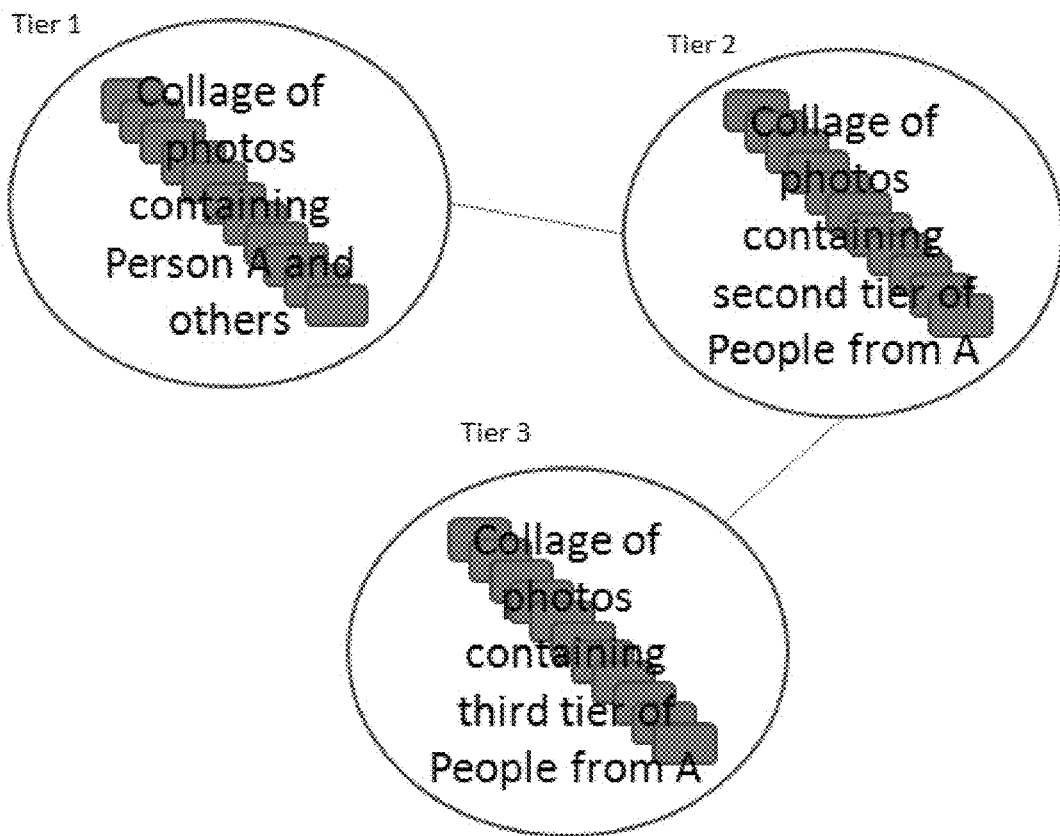 Tier 1
Collage of
photos
containing
Person A and
others
Tier 2
Collage of
photos
containing
second tier of
People from A
Tier 3
Collage of
photos
containing
third tier of
People from A